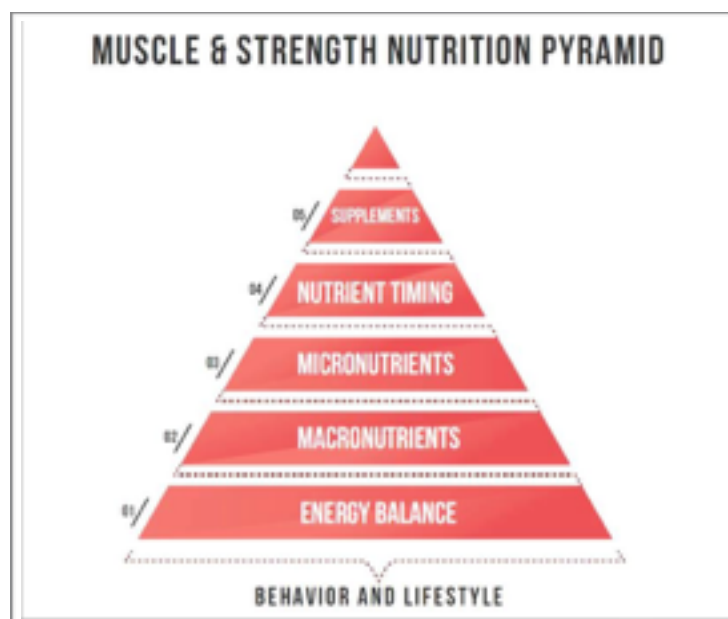 MUSCLE & STRENGTH NUTRITION PYRAMID
05/ SUPPLEMENTS
04/ NUTRIENT TIMING
03/ MICRONUTRIENTS
02/ MACRONUTRIENTS
01/ ENERGY BALANCE
BEHAVIOR AND LIFESTYLE